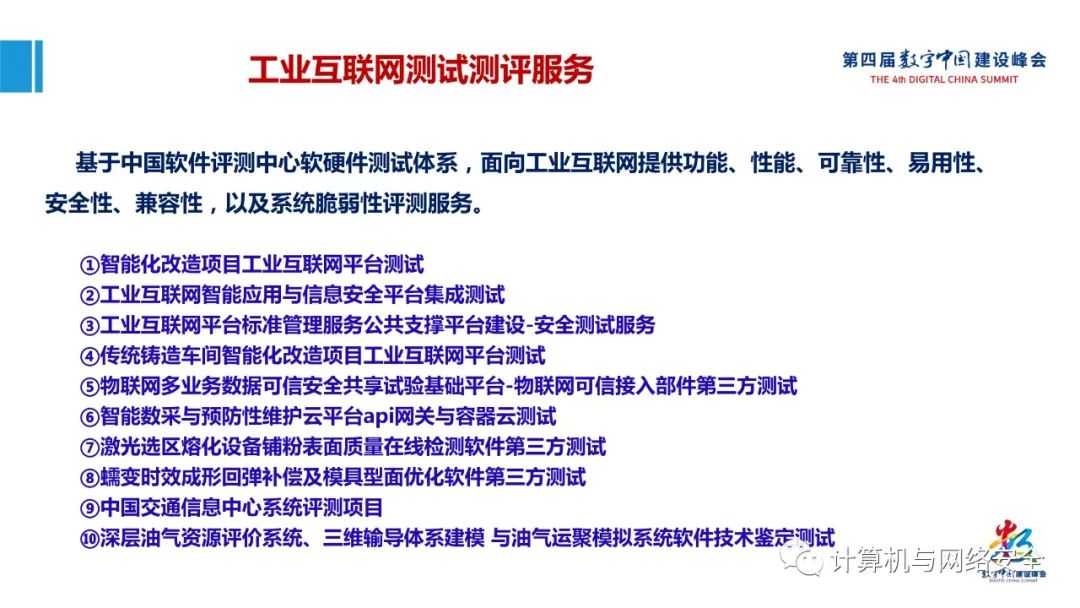 工业互联网测试测评服务
第四届数字中国建设峰会
THE 4th DIGITAL CHINA SUMMIT
基于中国软件评测中心软硬件测试体系，面向工业互联网提供功能、性能、可靠性、易用性、
安全性、兼容性，以及系统脆弱性评测服务。
①智能化改造项目工业互联网平台测试
②工业互联网智能应用与信息安全平台集成测试
③工业互联网平台标准管理服务公共支撑平台建设-安全测试服务
④传统铸造车间智能化改造项目工业互联网平台测试
⑤物联网多业务数据可信安全共享试验基础平台-物联网可信接入部件第三方测试
⑥智能数采与预防性维护云平台api网关与容器云测试
⑦激光选区熔化设备铺粉表面质量在线检测软件第三方测试
⑧蠕变时效成形回弹补偿及模具型面优化软件第三方测试
⑨中国交通信息中心系统评测项目
⑩深层油气资源评价系统、三维输导体系建模 与油气运聚模拟系统软件技术鉴定测试
计算机与网络安全
数字中国建设峰会
DIGITAL CHINA SUMMIT